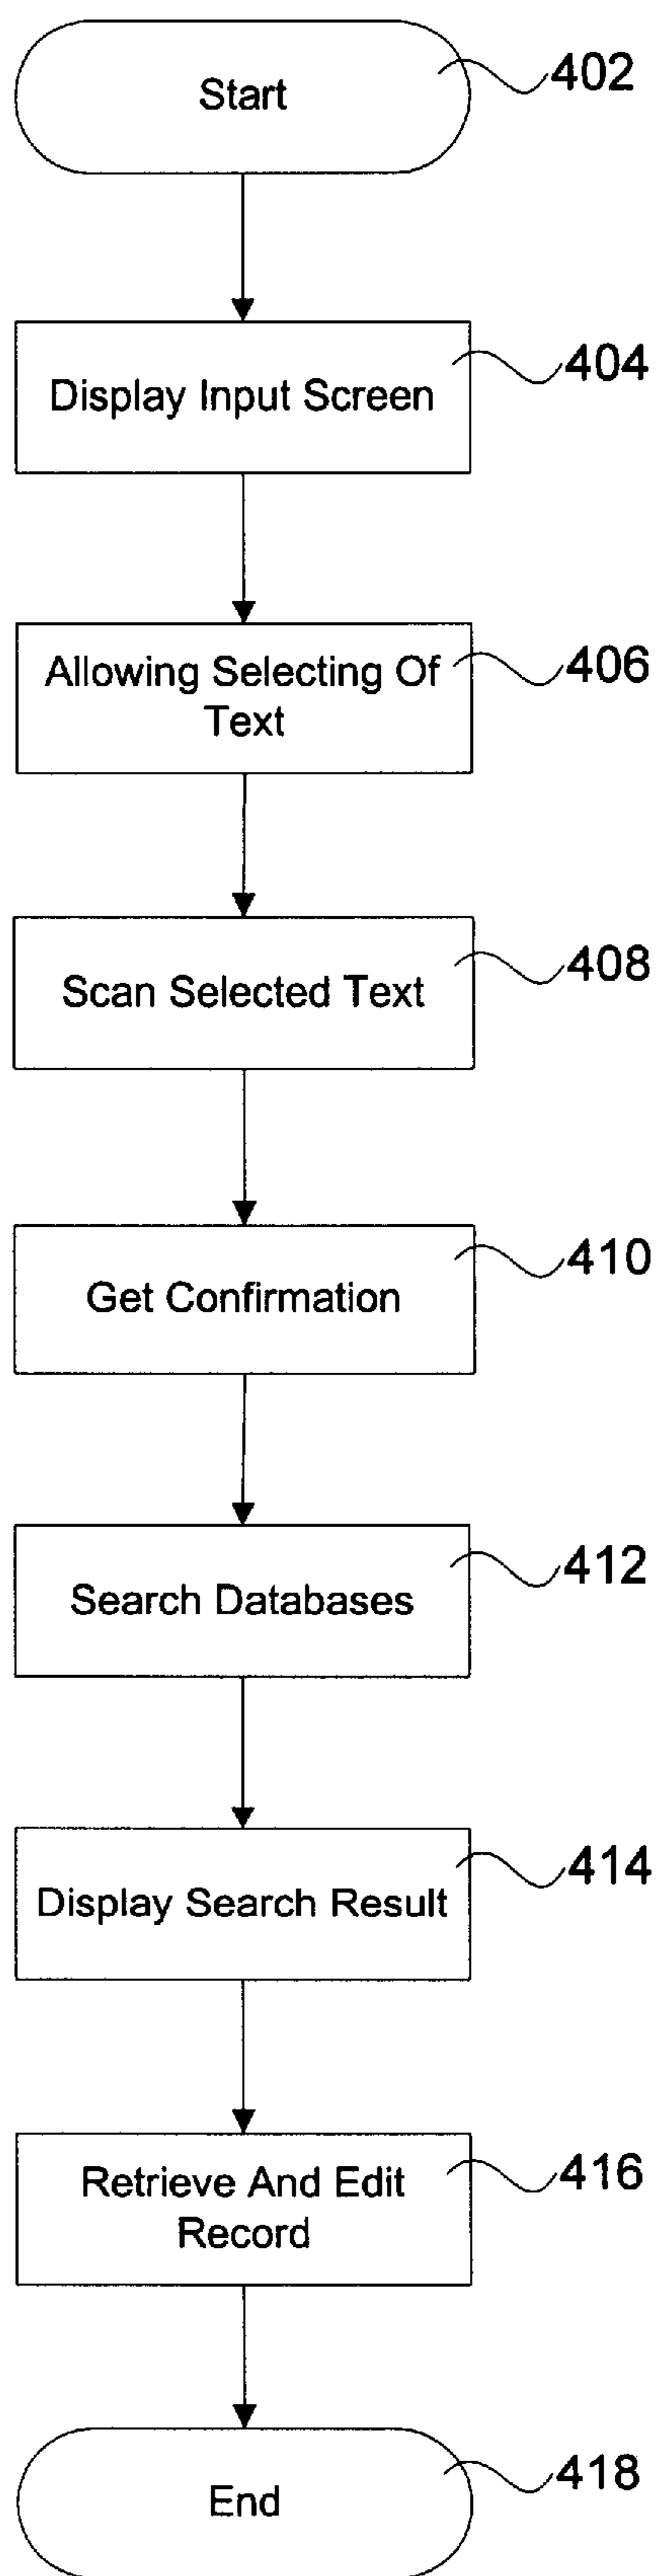 Start
402
Display Input Screen
404
Allowing Selecting Of
Text
406
Scan Selected Text
408
Get Confirmation
410
Search Databases
412
Display Search Result
414
Retrieve And Edit
Record
416
End
418